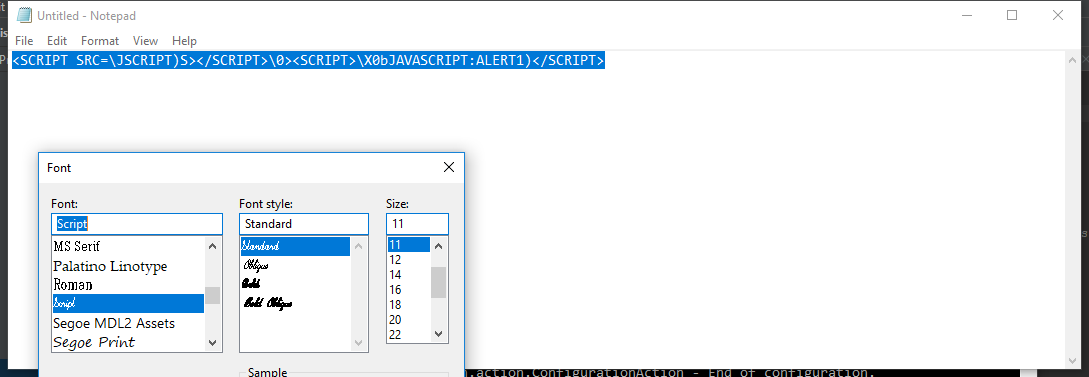 Untitled - Notepad
File Edit Format View Help
<SCRIPT SRC=\JSCRIPT)S></SCRIPT>\0><SCRIPT>\X0bJAVASCRIPT:ALERT1)</SCRIPT>
Font
Font: Font style: Size:
Script Standard 11
MS Serif Standard 11
Palatino Linotype Oblique 12
Roman Bold 14
Script Bold Oblique 16
Segoe MDL2 Assets 18
Segoe Print 20
22
Sample
.action.ConfigurationAction - End of configuration.